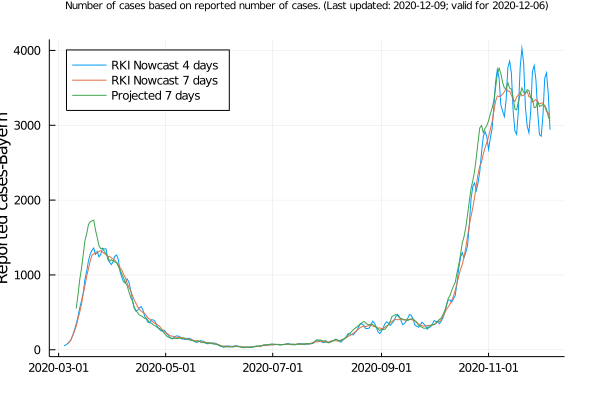 Number of cases based on reported number of cases. (Last updated: 2020-12-09; valid for 2020-12-06)
RKI Nowcast 4 days
RKI Nowcast 7 days
Projected 7 days
Reported cases-Bayern
4000
3000
2000
1000
0
2020-03-01
2020-05-01
2020-07-01
2020-09-01
2020-11-01